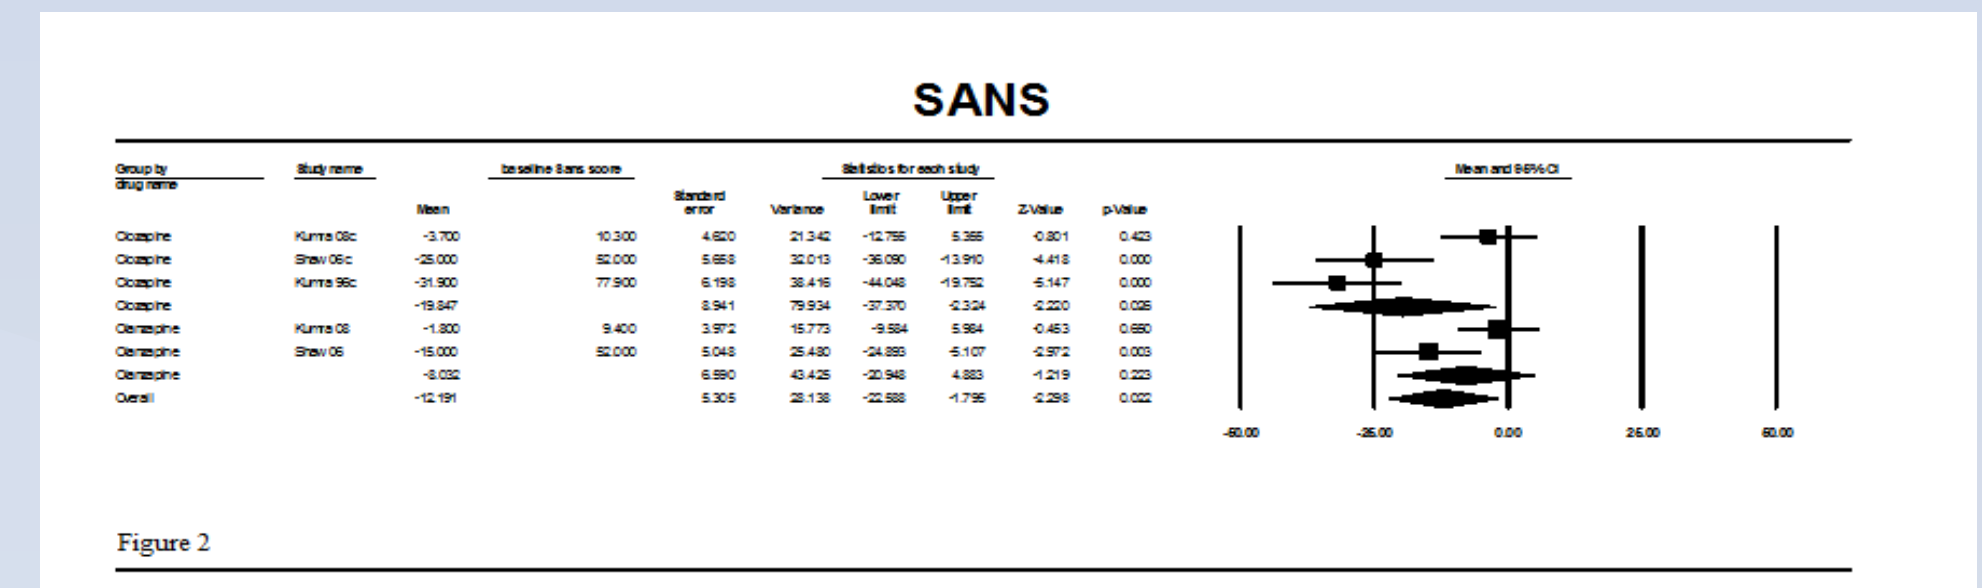 SANS
Group by Study name baseline Sans score Statistics for each study Mean and 95% CI
drug name
Mean Standard error Variance Lower limit Upper limit Z-Value p-Value
Clozapine Kumra 08c -3.700 10.300 4.620 21.342 -12.755 5.355 -0.801 0.423
Clozapine Shaw 06c -25.000 52.000 5.658 32.013 -36.090 -13.910 -4.418 0.000
Clozapine Kumra 96c -31.900 77.900 6.198 38.416 -44.048 -19.752 -5.147 0.000
Clozapine -19.847 8.941 79.934 -37.370 -2.324 -2.220 0.026
Olanzapine Kumra 08 -1.800 9.400 3.972 15.773 -9.584 5.984 -0.453 0.650
Olanzapine Shaw 06 -15.000 52.000 5.048 25.480 -24.893 -5.107 -2.972 0.003
Olanzapine -8.032 6.590 43.425 -20.948 4.883 -1.219 0.223
Overall -12.191 5.305 28.138 -22.588 -1.795 -2.298 0.022
-50.00 -25.00 0.00 25.00 50.00
Figure 2